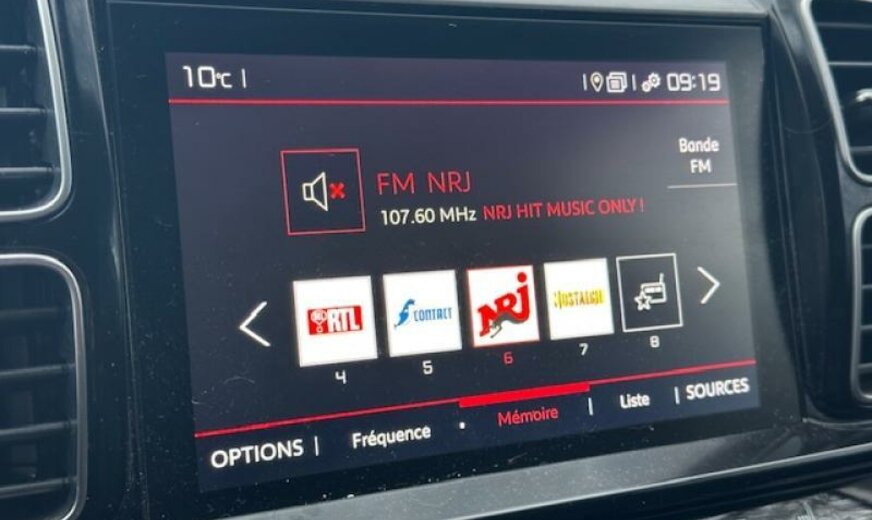 10°C |
09:19
Bande
FM
FM NRJ
107.60 MHz NRJ HIT MUSIC ONLY !
RTL
CONTACT
NRJ
NOSTALGIE
4
5
6
7
8
OPTIONS | Fréquence • Mémoire | Liste | SOURCES